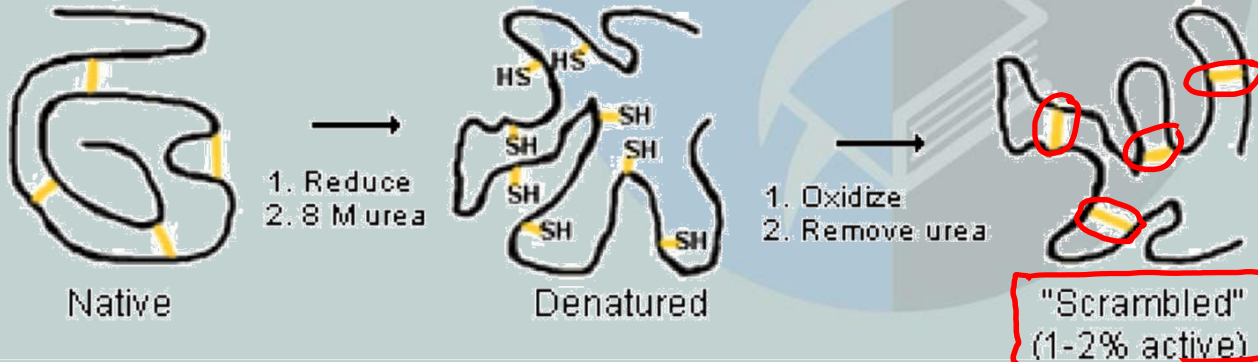 HS HS
SH
SH
SH
SH
SH
SH
1. Reduce
2. 8 M urea
1. Oxidize
2. Remove urea
Native
Denatured
"Scrambled"
(1-2% active)